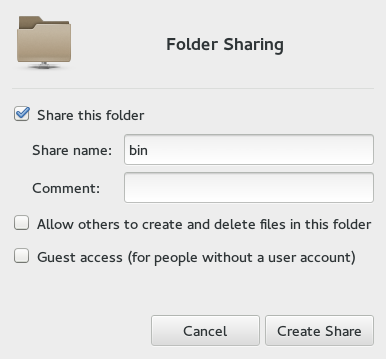 Folder Sharing
Share this folder
Share name: bin
Comment:
Allow others to create and delete files in this folder
Guest access (for people without a user account)
Cancel Create Share